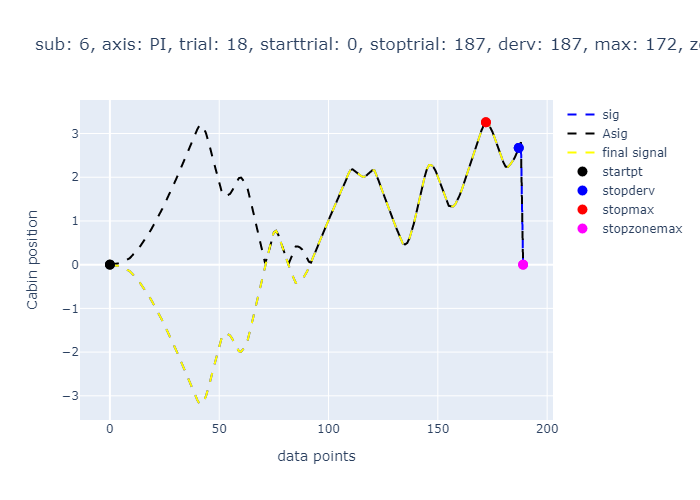 sub: 6, axis: PI, trial: 18, starttrial: 0, stoptrial: 187, derv: 187, max: 172,
sig
Asig
final signal
startpt
stopderv
stopmax
stopzonemax
Cabin position
3
2
1
0
−1
−2
−3
0
50
100
150
200
data points